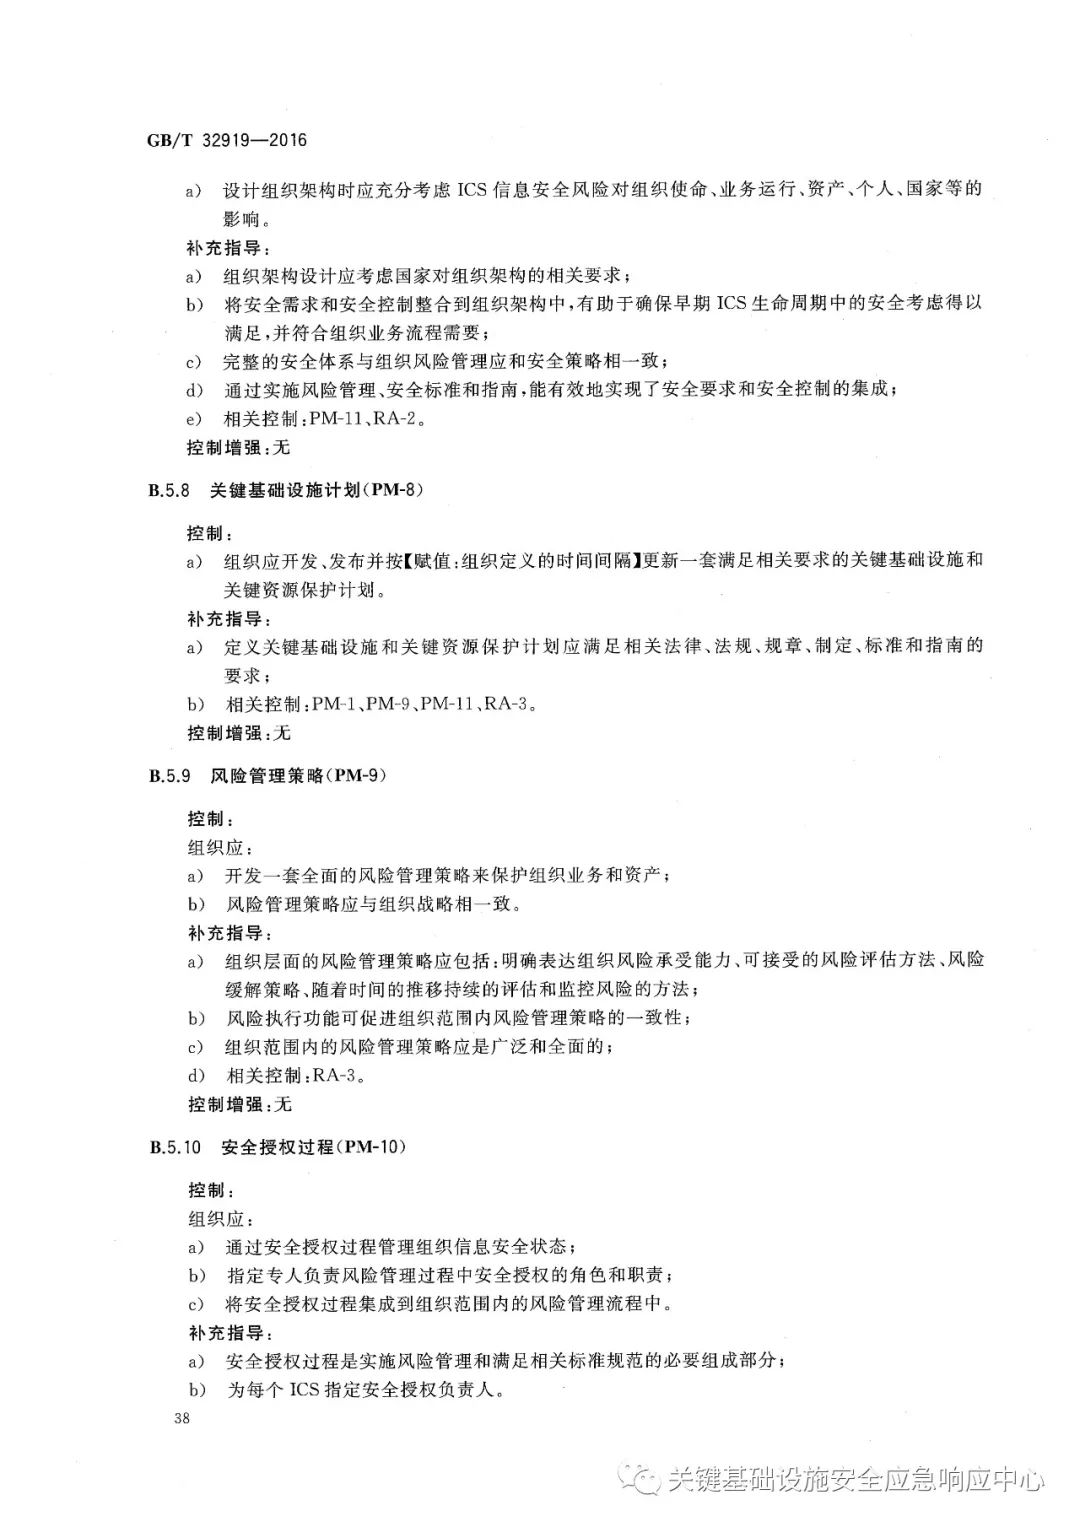 GB/T 32919—2016
a) 设计组织架构时应充分考虑 ICS 信息安全风险对组织使命、业务运行、资产、个人、国家等的
影响。
补充指导:
a) 组织架构设计应考虑国家对组织架构的相关要求;
b) 将安全需求和安全控制整合到组织架构中,有助于确保早期 ICS 生命周期中的安全考虑得以
满足,并符合组织业务流程需要;
c) 完整的安全体系与组织风险管理应和安全策略相一致;
d) 通过实施风险管理、安全标准和指南,能有效地实现了安全要求和安全控制的集成;
e) 相关控制:PM-11、RA-2。
控制增强:无
B.5.8 关键基础设施计划(PM-8)
控制:
a) 组织应开发、发布并按【赋值:组织定义的时间间隔】更新一套满足相关要求的关键基础设施和
关键资源保护计划。
补充指导:
a) 定义关键基础设施和关键资源保护计划应满足相关法律、法规、规章、制定、标准和指南的
要求;
b) 相关控制:PM-1、PM-9、PM-11、RA-3。
控制增强:无
B.5.9 风险管理策略(PM-9)
控制:
组织应:
a) 开发一套全面的风险管理策略来保护组织业务和资产;
b) 风险管理策略应与组织战略相一致。
补充指导:
a) 组织层面的风险管理策略应包括:明确表达组织风险承受能力、可接受的风险评估方法、风险
缓解策略、随着时间的推移持续的评估和监控风险的方法;
b) 风险执行功能可促进组织范围内风险管理策略的一致性;
c) 组织范围内的风险管理策略应是广泛和全面的;
d) 相关控制:RA-3。
控制增强:无
B.5.10 安全授权过程(PM-10)
控制:
组织应:
a) 通过安全授权过程管理组织信息安全状态;
b) 指定专人负责风险管理过程中安全授权的角色和职责;
c) 将安全授权过程集成到组织范围内的风险管理流程中。
补充指导:
a) 安全授权过程是实施风险管理和满足相关标准规范的必要组成部分;
b) 为每个 ICS 指定安全授权负责人。
38
关键基础设施安全应急响应中心